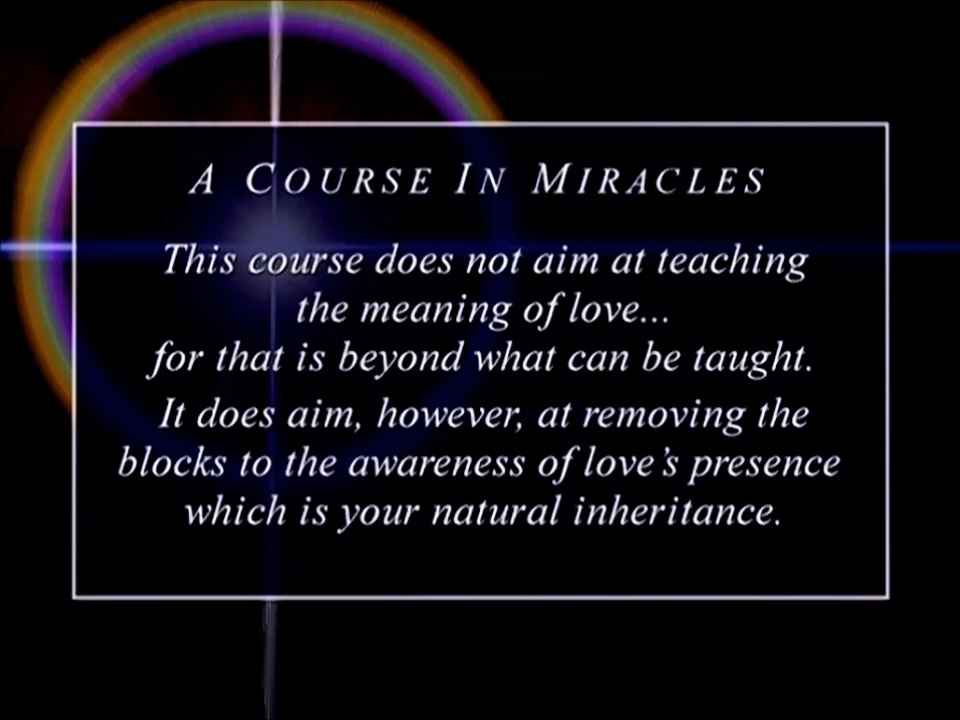 A COURSE IN MIRACLES
This course does not aim at teaching
the meaning of love...
for that is beyond what can be taught.
It does aim, however, at removing the
blocks to the awareness of love's presence
which is your natural inheritance.